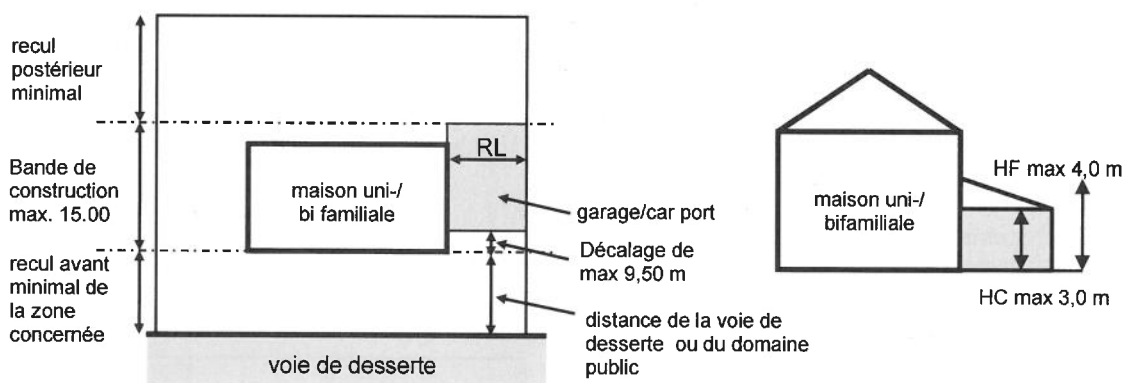 recul
postérieur
minimal
Bande de
construction
max. 15.00
recul avant
minimal de
la zone
concernée
RL
maison uni-/
bi familiale
garage/car port
Décalage de
max 9,50 m
distance de la voie de
desserte ou du domaine
public
voie de desserte
HF max 4,0 m
maison uni-/
bifamiliale
HC max 3,0 m